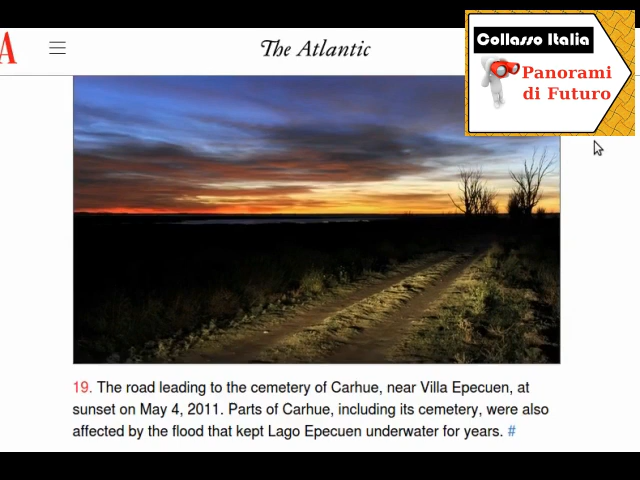 A
The Atlantic
Collasso Italia
Panorami
di Futuro
19. The road leading to the cemetery of Carhue, near Villa Epecuen, at
sunset on May 4, 2011. Parts of Carhue, including its cemetery, were also
affected by the flood that kept Lago Epecuen underwater for years. #